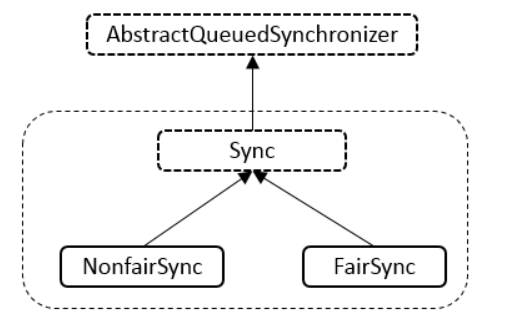 AbstractQueuedSynchronizer
Sync
NonfairSync
FairSync